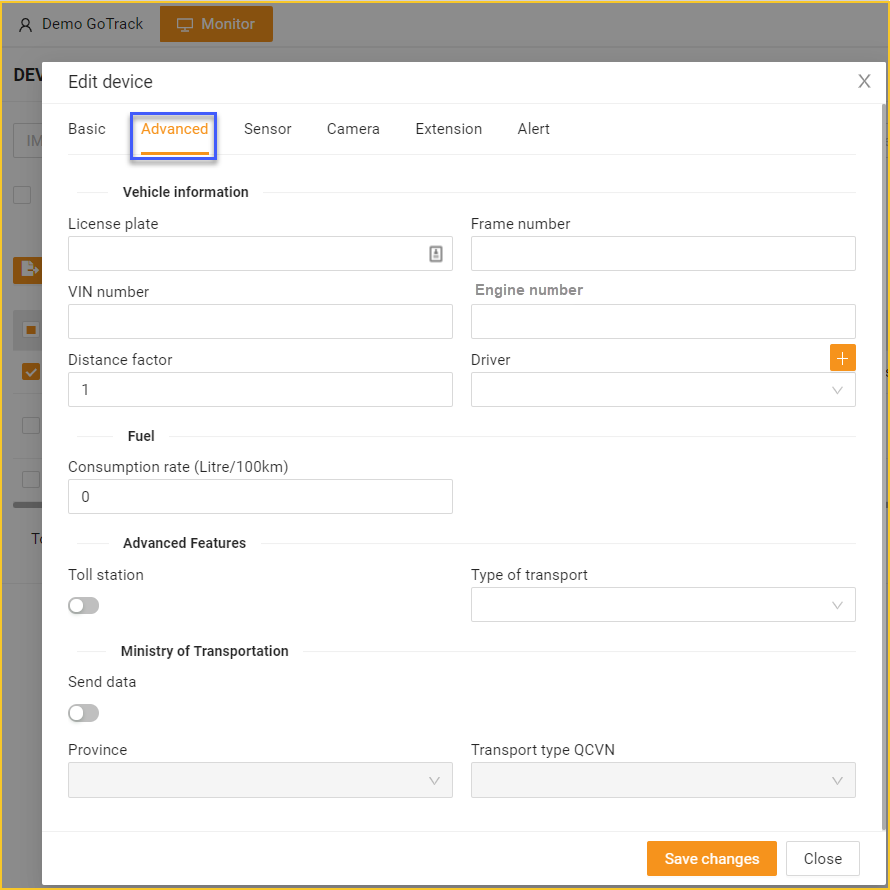 Demo GoTrack Monitor
DEV
Edit device X
Basic Advanced Sensor Camera Extension Alert
IM
Vehicle information
License plate Frame number
VIN number Engine number
Distance factor Driver
1
Fuel
Consumption rate (Litre/100km)
0
Advanced Features
To
Toll station Type of transport
Ministry of Transportation
Send data
Province Transport type QCVN
Save changes Close